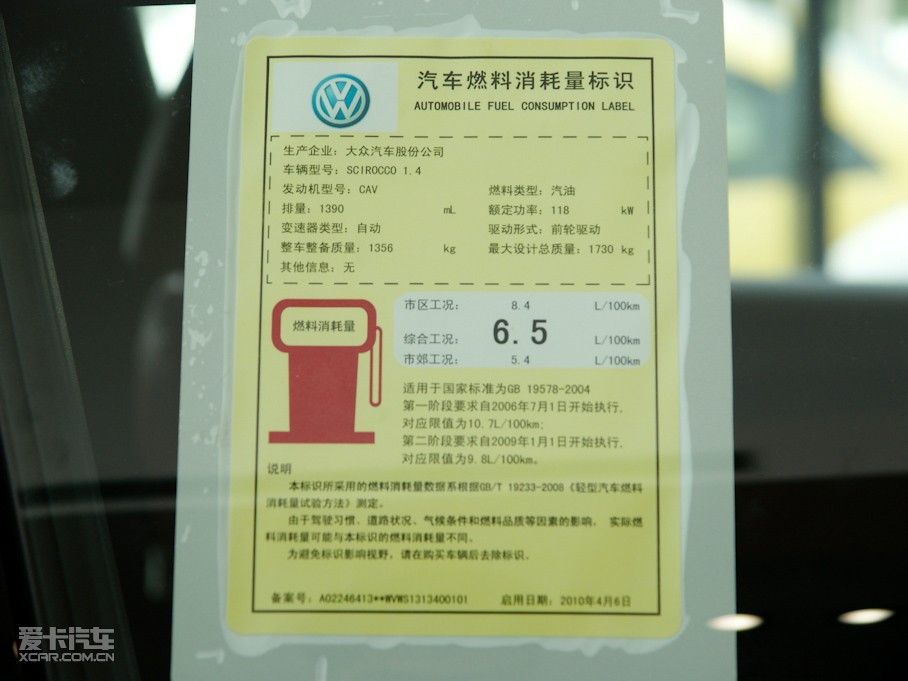 汽车燃料消耗量标识
AUTOMOBILE FUEL CONSUMPTION LABEL
生产企业：大众汽车股份公司
车辆型号：SCIROCCO 1.4
发动机型号：CAV 燃料类型：汽油
排量：1390 mL 额定功率：118 kW
变速器类型：自动 驱动形式：前轮驱动
整车整备质量：1356 kg 最大设计总质量：1730 kg
其他信息：无
燃料消耗量
市区工况： 8.4 L/100km
综合工况： 6.5 L/100km
市郊工况： 5.4 L/100km
适用于国家标准为GB 19578-2004
第一阶段要求自2006年7月1日开始执行，
对应限值为10.7L/100km；
第二阶段要求自2009年1月1日开始执行，
对应限值为9.8L/100km。
说明
本标识所采用的燃料消耗量数据系根据GB/T 19233-2008《轻型汽车燃料
消耗量试验方法》测定。
由于驾驶习惯、道路状况、气候条件和燃料品质等因素的影响，实际燃
料消耗量可能与本标识的燃料消耗量不同。
为避免标识影响视野，请在购买车辆后去除标识。
备案号：A02246413**WVWS1313400101 启用日期：2010年4月6日
爱卡汽车
XCAR.COM.CN